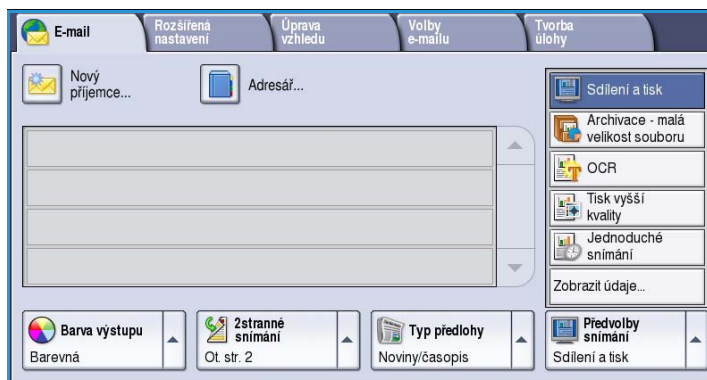 E-mail
Rozšířená
nastavení
Úprava
vzhledu
Volby
e-mailu
Tvorba
úlohy
Nový
příjemce...
Adresář...
Sdílení a tisk
Archivace - malá
velikost souboru
OCR
Tisk vyšší
kvality
Jednoduché
snímání
Zobrazit údaje...
Barva výstupu
Barevná
2stranné
snímání
Ot. str. 2
Typ předlohy
Noviny/časopis
Předvolby
snímání
Sdílení a tisk